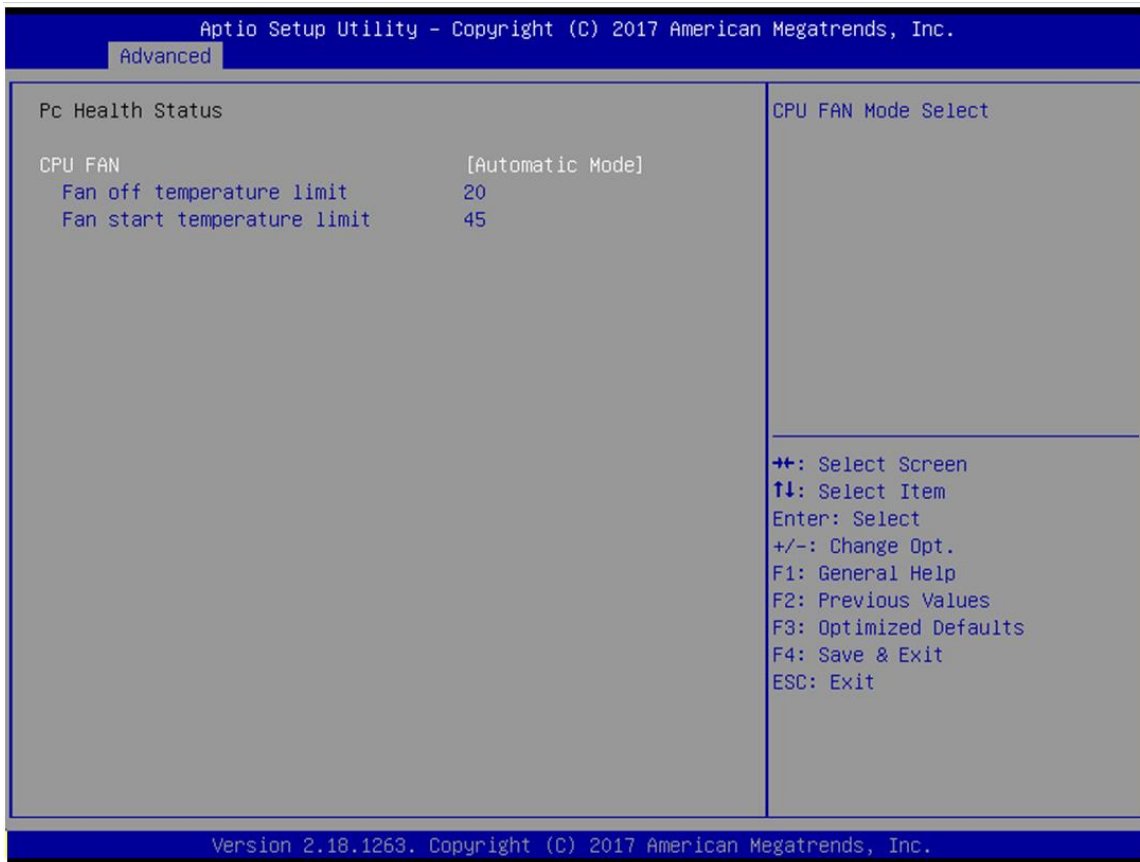 Aptio Setup Utility – Copyright (C) 2017 American Megatrends, Inc.
Advanced
Pc Health Status
CPU FAN [Automatic Mode]
Fan off temperature limit 20
Fan start temperature limit 45
CPU FAN Mode Select
→←: Select Screen
↑↓: Select Item
Enter: Select
+/-: Change Opt.
F1: General Help
F2: Previous Values
F3: Optimized Defaults
F4: Save & Exit
ESC: Exit
Version 2.18.1263. Copyright (C) 2017 American Megatrends, Inc.